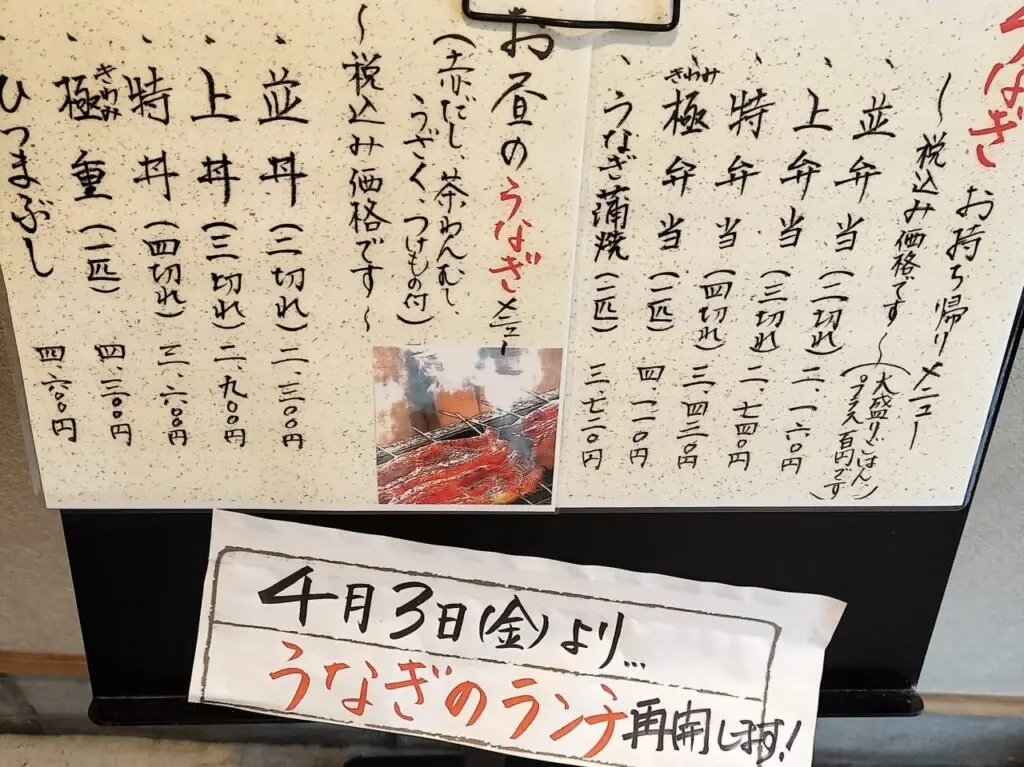 うなぎ お持ち帰りメニュー
〜税込み価格です〜
(大盛り、ごはん
プラス百円です)
、並弁当(二切れ) 二、一六〇円
、上弁当(三切れ) 二、七四〇円
、特弁当(四切れ) 三、四三〇円
、極弁当(一匹) 四、一一〇円
きわみ
、うなぎ蒲焼(一匹) 三、七二〇円
お昼のうなぎメニュー
(赤だし、茶わんむし、
うざく、つけもの付)
〜税込み価格です〜
、並丼(二切れ) 二、三〇〇円
、上丼(三切れ) 二、九〇〇円
、特丼(四切れ) 三、六〇〇円
、極重(一匹) 四、三〇〇円
きわみ
、ひつまぶし 四、六〇〇円
4月3日(金)より...
うなぎのランチ再開します!